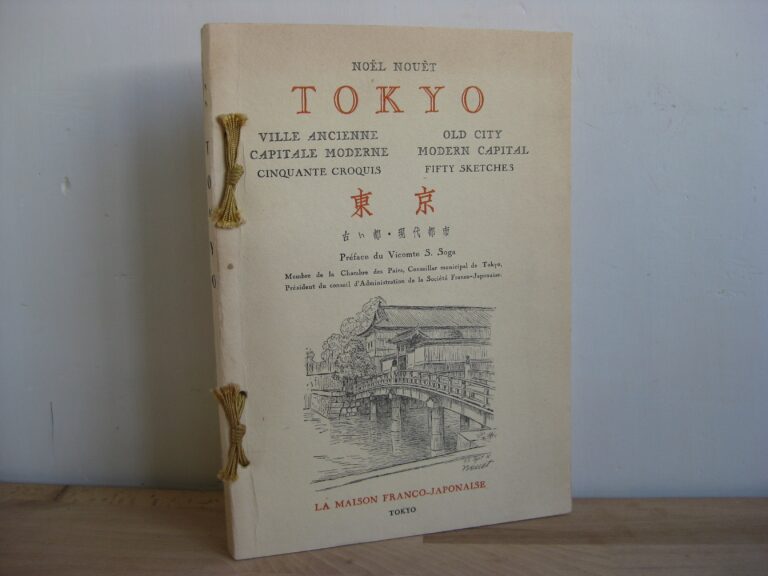 NOËL NOUËT
TOKYO
VILLE ANCIENNE
CAPITALE MODERNE
CINQUANTE CROQUIS
OLD CITY
MODERN CAPITAL
FIFTY SKETCHES
東京
古い都・現代都市
Préface du Vicomte S. Soga
Membre de la Chambre des Pairs, Conseiller municipal de Tokyo,
Président du conseil d'Administration de la Société Franco-Japonaise.
LA MAISON FRANCO-JAPONAISE
TOKYO